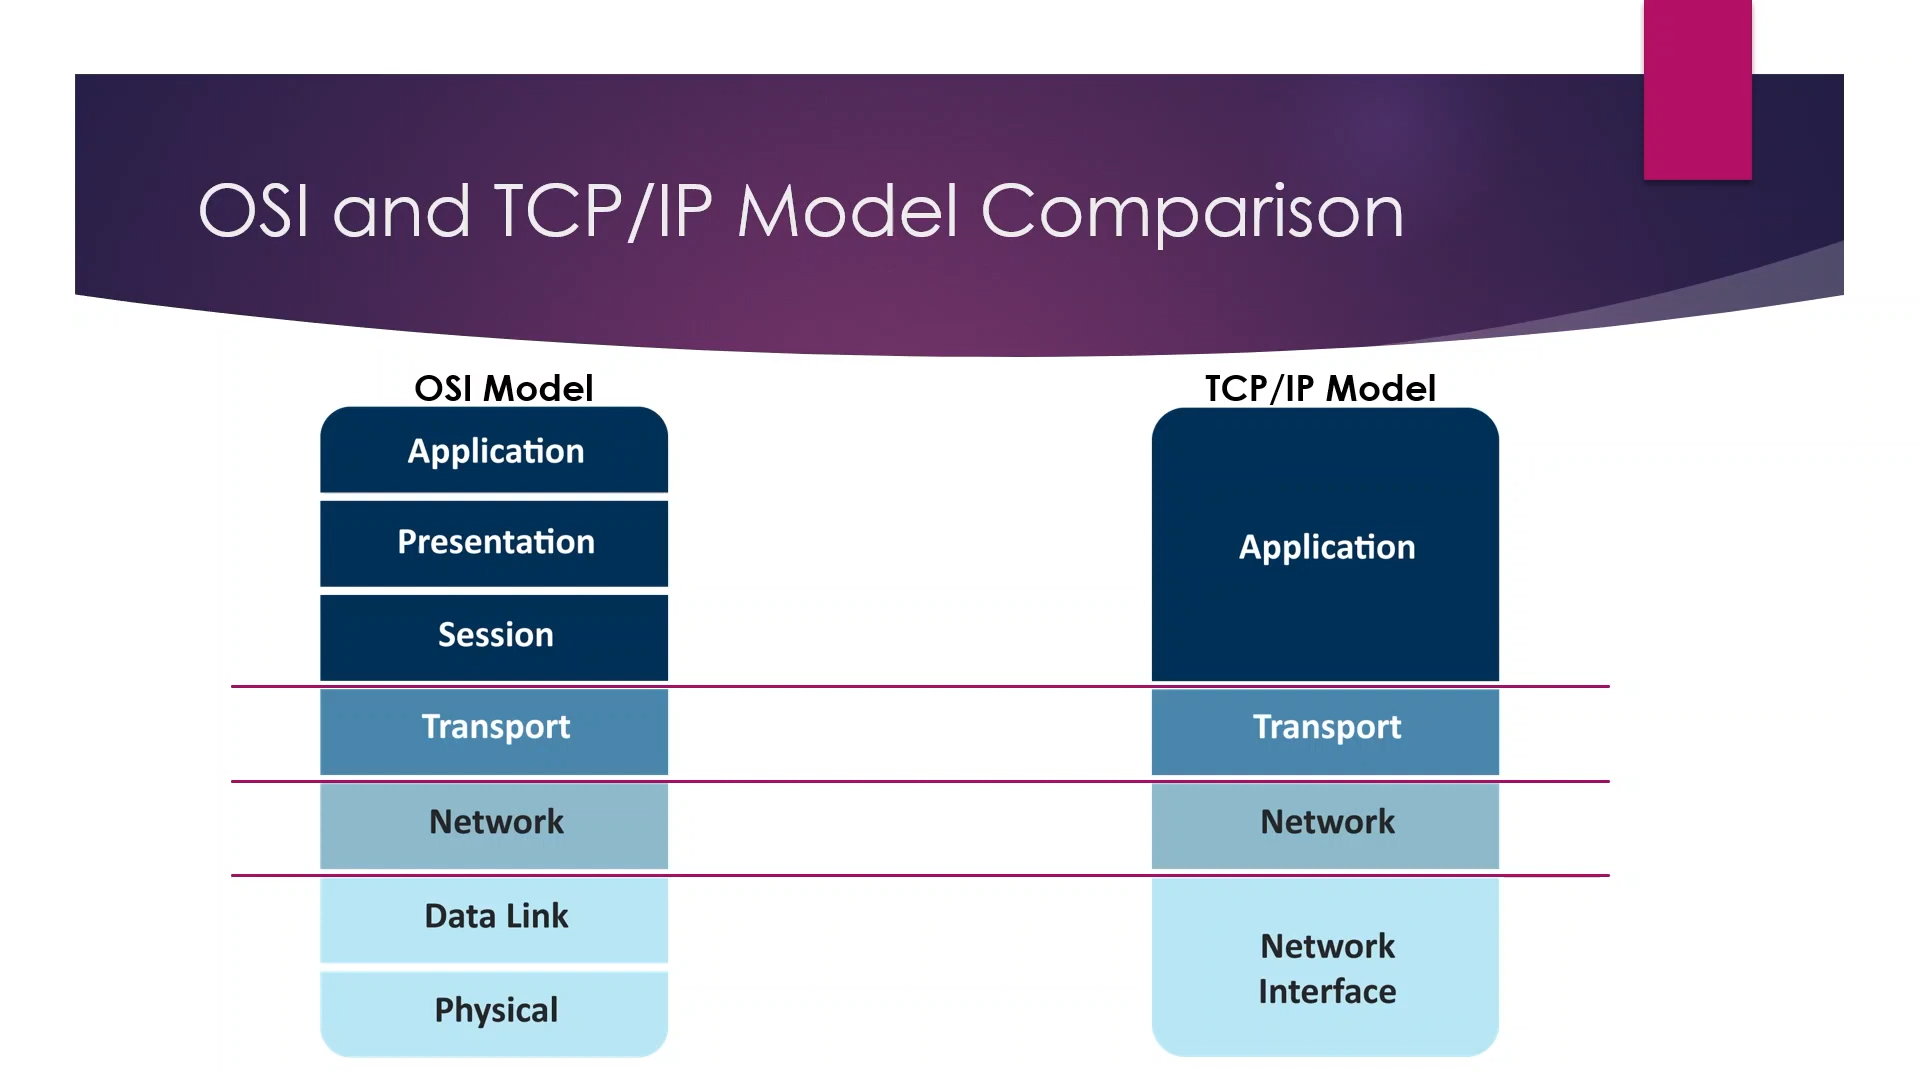 OSI and TCP/IP Model Comparison
OSI Model
Application
Presentation
Session
Transport
Network
Data Link
Physical
TCP/IP Model
Application
Transport
Network
Network
Interface